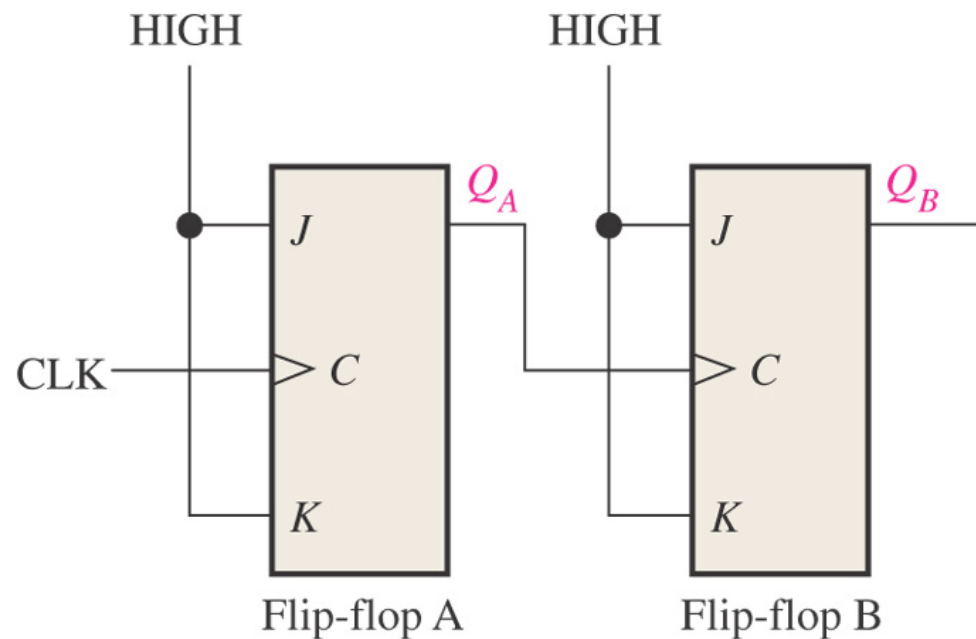 HIGH
HIGH
Q_A
Q_B
J
J
CLK
C
C
K
K
Flip-flop A
Flip-flop B